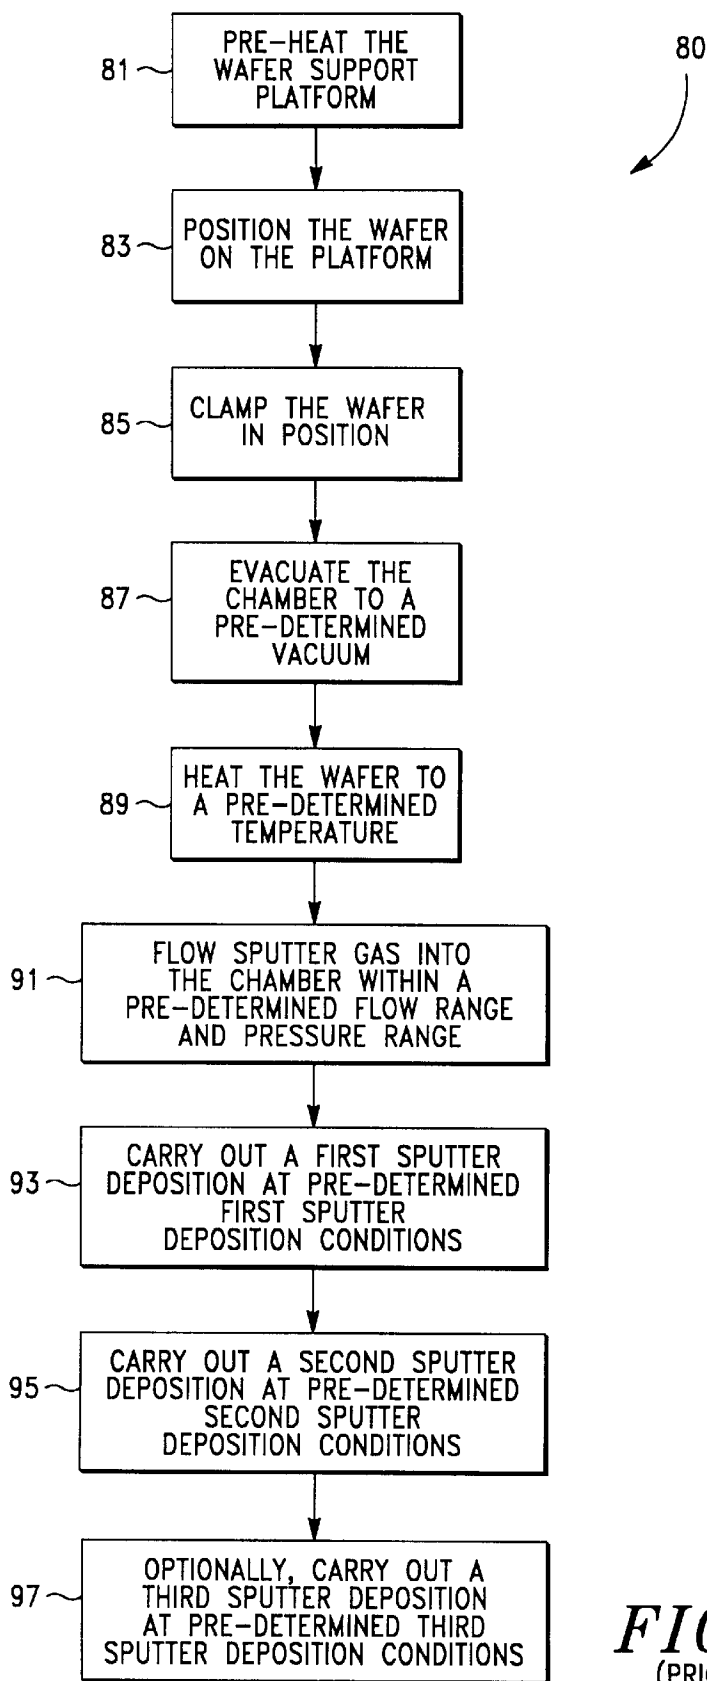 80
81
PRE-HEAT THE
WAFER SUPPORT
PLATFORM
83
POSITION THE WAFER
ON THE PLATFORM
85
CLAMP THE WAFER
IN POSITION
87
EVACUATE THE
CHAMBER TO A
PRE-DETERMINED
VACUUM
89
HEAT THE WAFER TO
A PRE-DETERMINED
TEMPERATURE
91
FLOW SPUTTER GAS INTO
THE CHAMBER WITHIN A
PRE-DETERMINED FLOW RANGE
AND PRESSURE RANGE
93
CARRY OUT A FIRST SPUTTER
DEPOSITION AT PRE-DETERMINED
FIRST SPUTTER
DEPOSITION CONDITIONS
95
CARRY OUT A SECOND SPUTTER
DEPOSITION AT PRE-DETERMINED
SECOND SPUTTER
DEPOSITION CONDITIONS
97
OPTIONALLY, CARRY OUT A
THIRD SPUTTER DEPOSITION
AT PRE-DETERMINED THIRD
SPUTTER DEPOSITION CONDITIONS